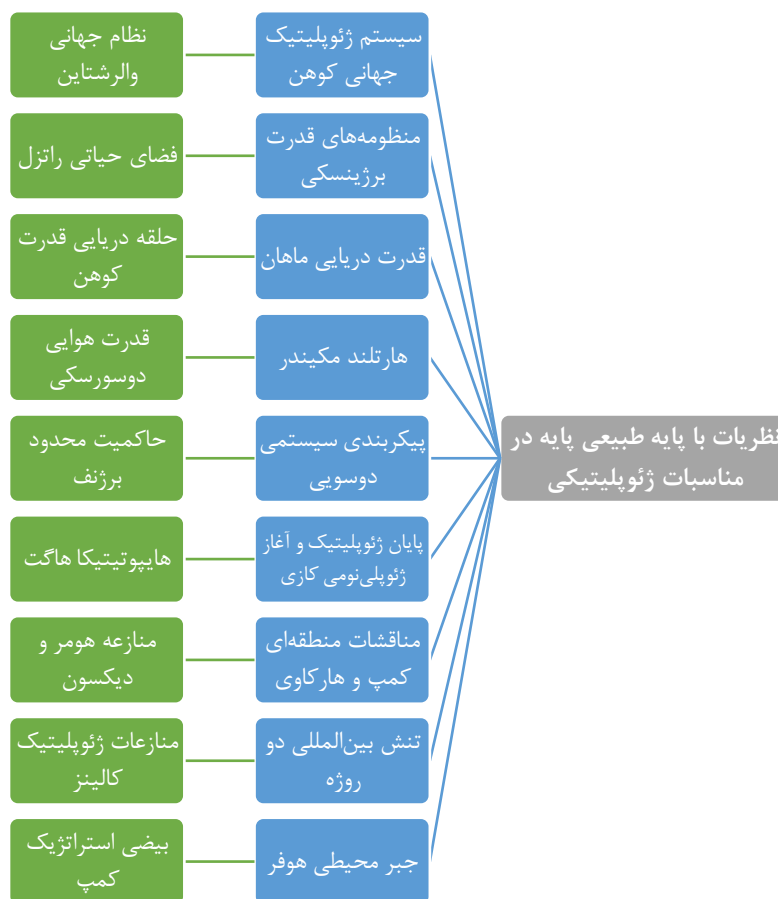 نظریات با پایه طبیعی پایه در
مناسبات ژئوپلیتیکی
سیستم ژئوپلیتیک
جهانی کوهن
نظام جهانی
والرشتاین
منظومه‌های قدرت
برژینسکی
فضای حیاتی راتزل
قدرت دریایی ماهان
حلقه دریایی قدرت
کوهن
هارتلند مکیندر
قدرت هوایی
دوسورسکی
پیکربندی سیستمی
دوسویی
حاکمیت محدود
برژنف
پایان ژئوپلیتیک و آغاز
ژئوپلی‌نومی کازی
هایپوتیتیکا هاگت
مناقشات منطقه‌ای
کمپ و هارکاوی
منازعه هومر و
دیکسون
تنش بین‌المللی دو
روژه
منازعات ژئوپلیتیک
کالینز
جبر محیطی هوفر
بیضی استراتژیک
کمپ